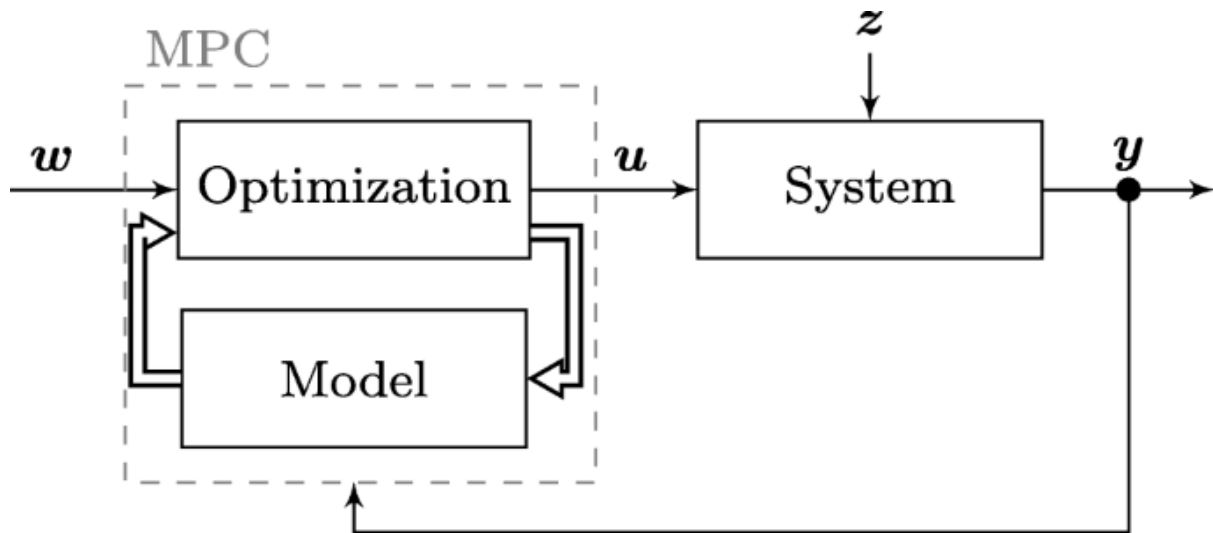 MPC
z
w
Optimization
u
System
y
Model